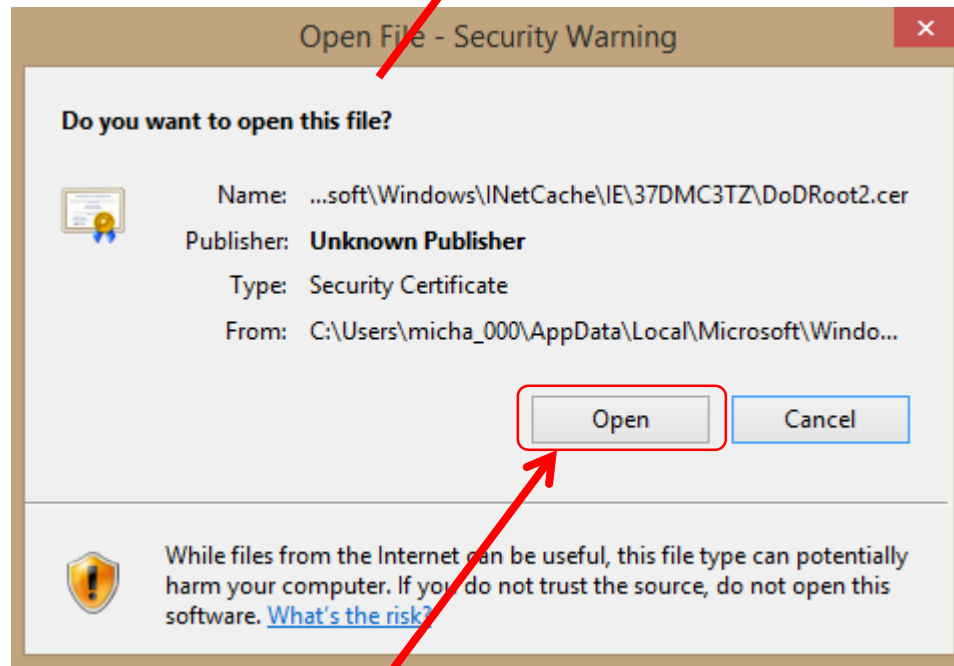 Open File - Security Warning
Do you want to open this file?
Name: ...soft\Windows\INetCache\IE\37DMC3TZ\DoDRoot2.cer
Publisher: Unknown Publisher
Type: Security Certificate
From: C:\Users\micha_000\AppData\Local\Microsoft\Windo...
Open Cancel
While files from the Internet can be useful, this file type can potentially
harm your computer. If you do not trust the source, do not open this
software. What's the risk?